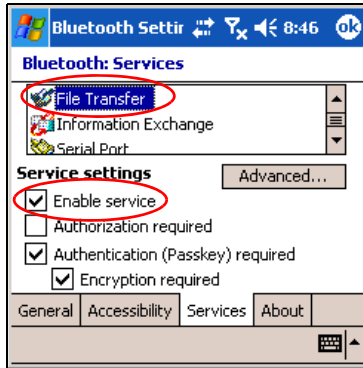 Bluetooth Settir 8:46 ok
Bluetooth: Services
File Transfer
Information Exchange
Serial Port
Service settings Advanced...
Enable service
Authorization required
Authentication (Passkey) required
Encryption required
General Accessibility Services About